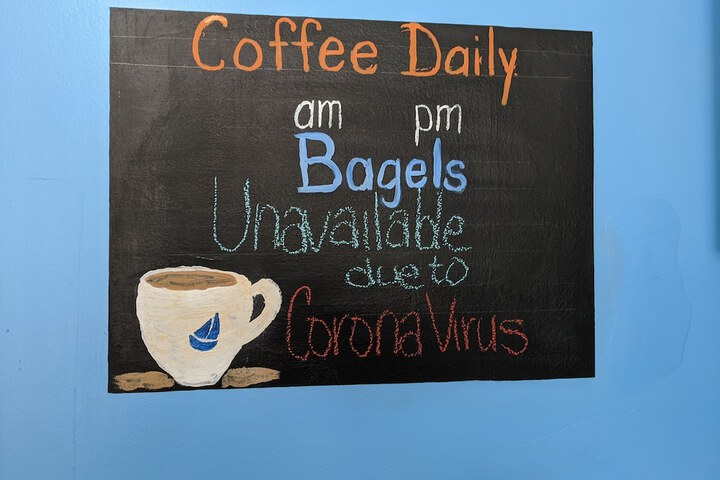 Coffee Daily
am pm
Bagels
Unavailable
due to
Corona Virus